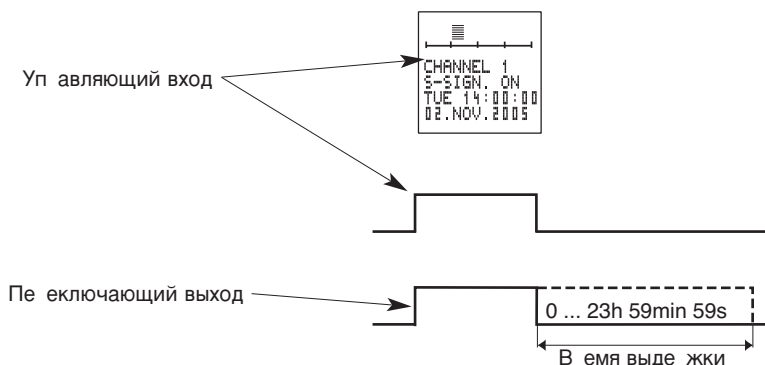 CHANNEL 1
S-SIGN. ON
TUE 14:00:00
02.NOV.2005
Уп авляющий вход
Пе еключающий выход
0 ... 23h 59min 59s
В емя выде жки